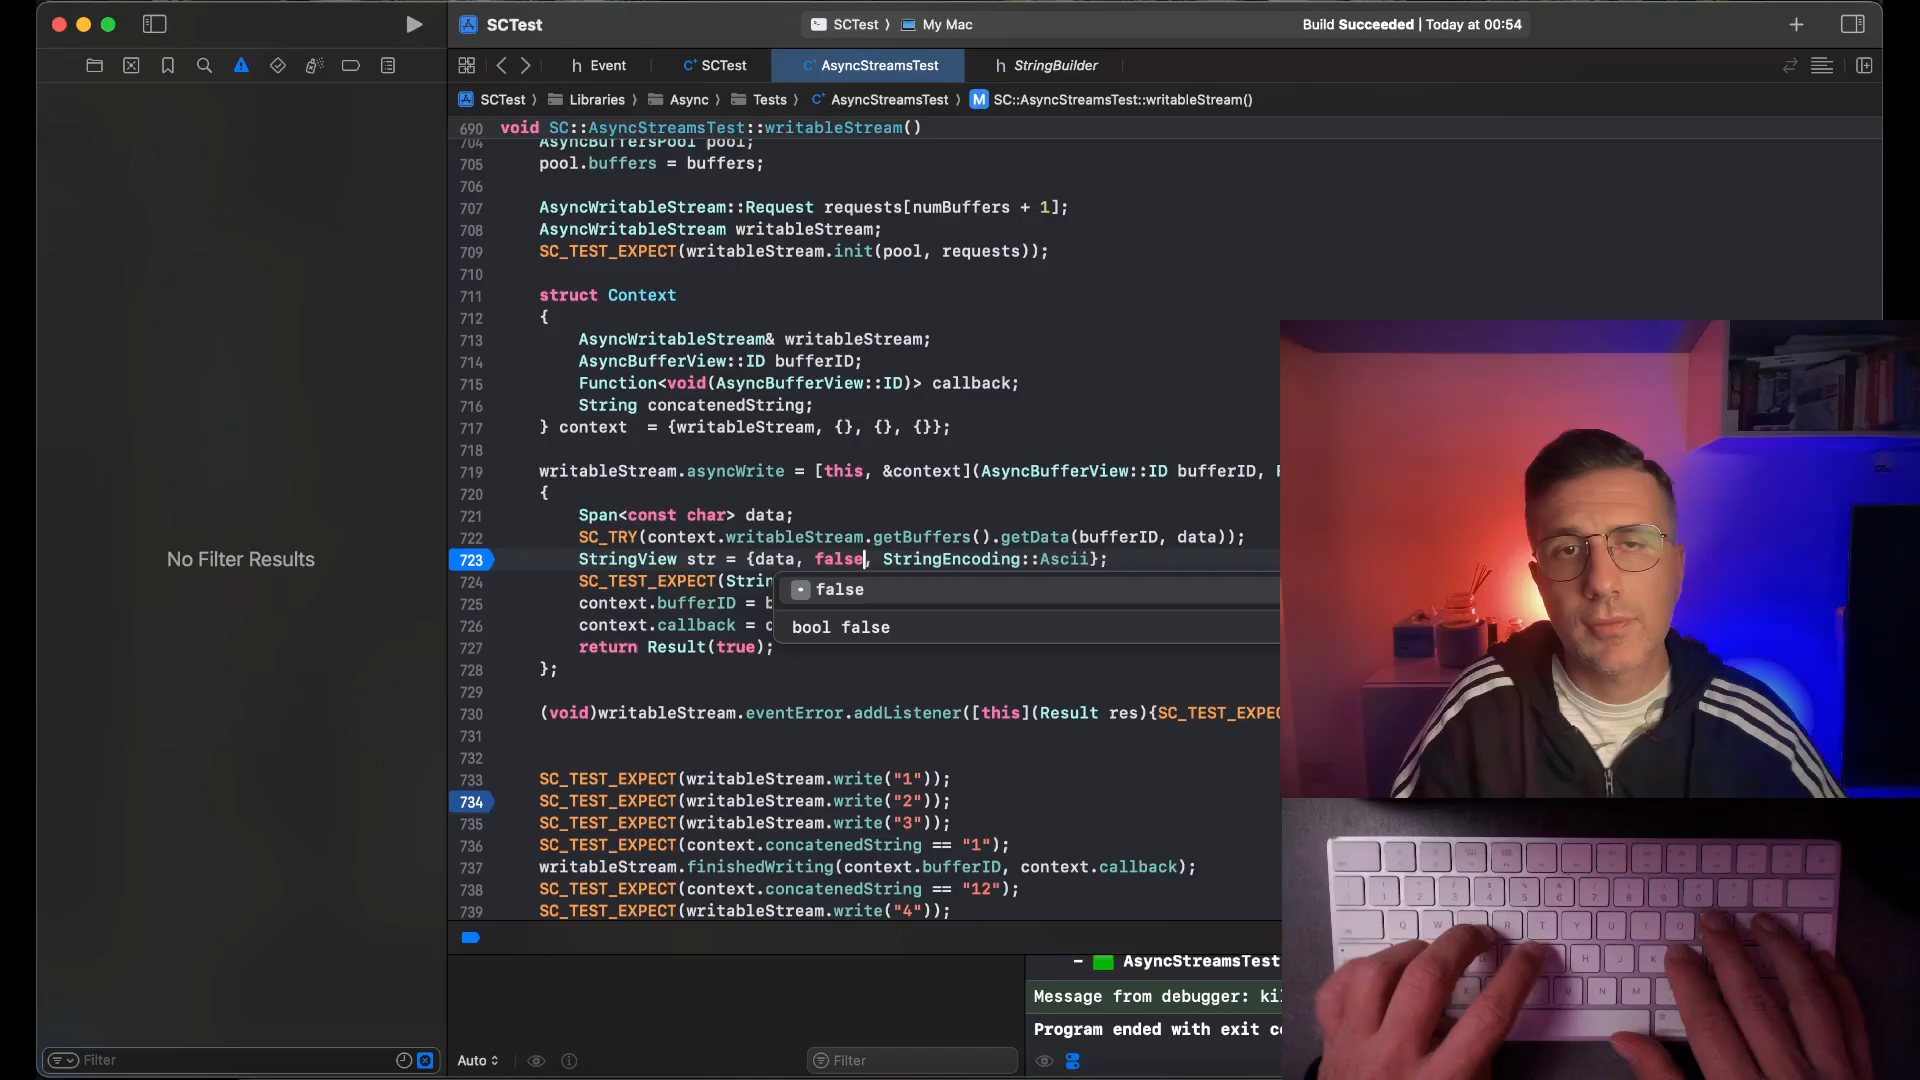 SCTest
SCTest
My Mac
Build Succeeded | Today at 00:54
Event
SCTest
AsyncStreamsTest
StringBuilder
SCTest
Libraries
Async
Tests
AsyncStreamsTest
SC::AsyncStreamsTest::writableStream()
690 void SC::AsyncStreamsTest::writableStream()
704 AsyncBuffersPool pool;
705 pool.buffers = buffers;
706
707 AsyncWritableStream::Request requests[numBuffers + 1];
708 AsyncWritableStream writableStream;
709 SC_TEST_EXPECT(writableStream.init(pool, requests));
710
711 struct Context
712 {
713 AsyncWritableStream& writableStream;
714 AsyncBufferView::ID bufferID;
715 Function<void(AsyncBufferView::ID)> callback;
716 String concatenedString;
717 } context = {writableStream, {}, {}, {}};
718
719 writableStream.asyncWrite = [this, &context](AsyncBufferView::ID bufferID,
720 {
721 Span<const char> data;
722 SC_TRY(context.writableStream.getBuffers().getData(bufferID, data));
723 StringView str = {data, false, StringEncoding::Ascii};
724 SC_TEST_EXPECT(Strin
725 context.bufferID = b
726 context.callback = c
727 return Result(true);
728 };
false
bool false
729
730 (void)writableStream.eventError.addListener([this](Result res){SC_TEST_EXPEC
731
732
733 SC_TEST_EXPECT(writableStream.write("1"));
734 SC_TEST_EXPECT(writableStream.write("2"));
735 SC_TEST_EXPECT(writableStream.write("3"));
736 SC_TEST_EXPECT(context.concatenedString == "1");
737 writableStream.finishedWriting(context.bufferID, context.callback);
738 SC_TEST_EXPECT(context.concatenedString == "12");
739 SC_TEST_EXPECT(writableStream.write("4"));
No Filter Results
- AsyncStreamsTest
Message from debugger: kil
Program ended with exit co
Filter
Auto
Filter